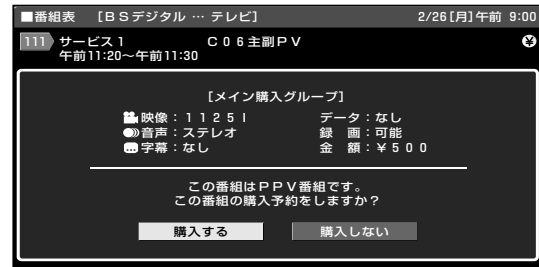 ■番組表 [BSデジタル … テレビ] 2/26[月]午前 9:00
111 サービス1 C06主副PV ¥
午前11:20~午前11:30
[メイン購入グループ]
映像:1125I データ:なし
音声:ステレオ 録 画:可能
字幕:なし 金 額:¥500
この番組はPPV番組です。
この番組の購入予約をしますか?
購入する 購入しない